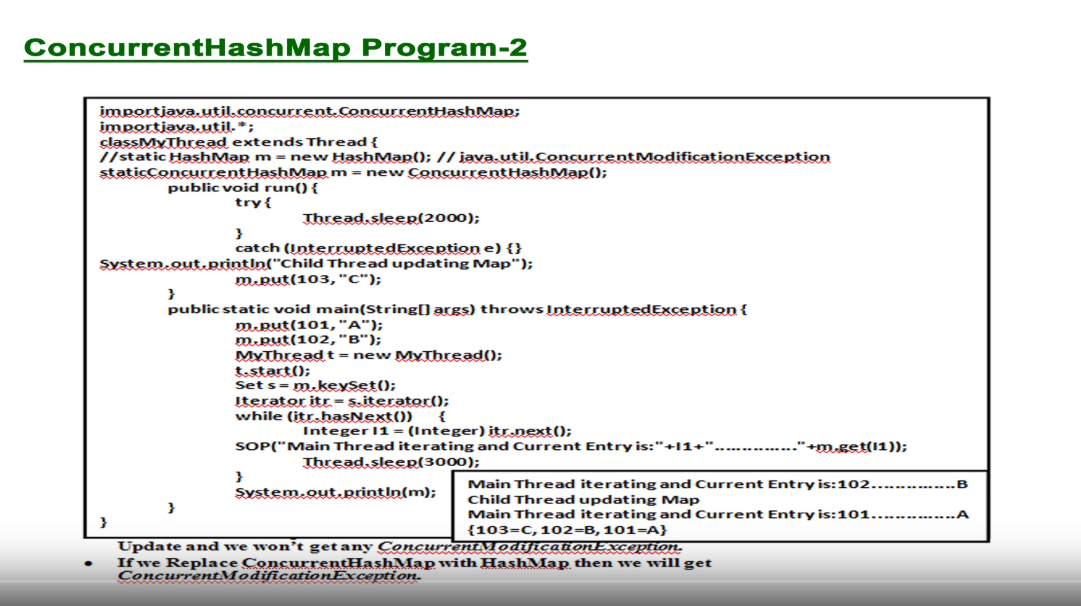 ConcurrentHashMap Program-2
importjava.util.concurrent.ConcurrentHashMap;
importjava.util.*;
classMyThread extends Thread {
//static HashMap m = new HashMap(); // java.util.ConcurrentModificationException
staticConcurrentHashMap m = new ConcurrentHashMap();
public void run() {
try {
Thread.sleep(2000);
}
catch (InterruptedException e) {}
System.out.println("Child Thread updating Map");
m.put(103, "C");
}
public static void main(String[] args) throws InterruptedException {
m.put(101, "A");
m.put(102, "B");
MyThread t = new MyThread();
t.start();
Set s = m.keySet();
Iterator itr = s.iterator();
while (itr.hasNext()) {
Integer I1 = (Integer) itr.next();
SOP("Main Thread iterating and Current Entry is:"+I1+"..............."+m.get(I1));
Thread.sleep(3000);
}
System.out.println(m);
}
}
Main Thread iterating and Current Entry is:102...............B
Child Thread updating Map
Main Thread iterating and Current Entry is:101...............A
{103=C, 102=B, 101=A}
Update and we won't get any ConcurrentModificationException.
• If we Replace ConcurrentHashMap with HashMap then we will get
ConcurrentModificationException.